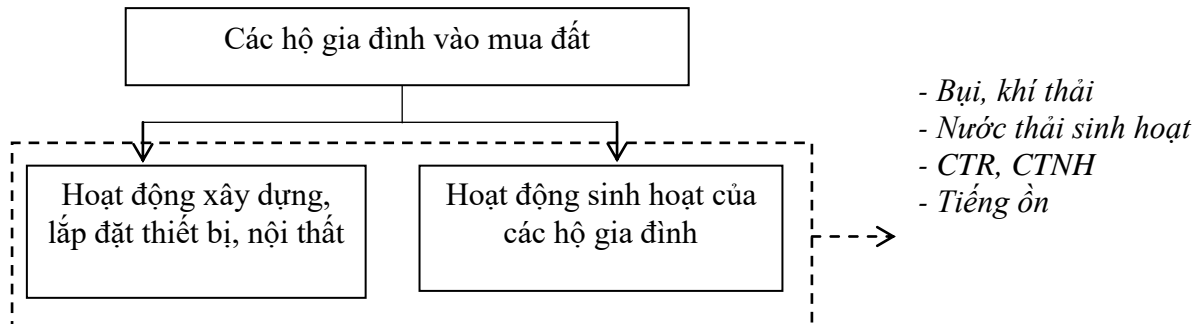 Các hộ gia đình vào mua đất
- Bụi, khí thải
- Nước thải sinh hoạt
- CTR, CTNH
- Tiếng ồn
Hoạt động xây dựng,
lắp đặt thiết bị, nội thất
Hoạt động sinh hoạt của
các hộ gia đình